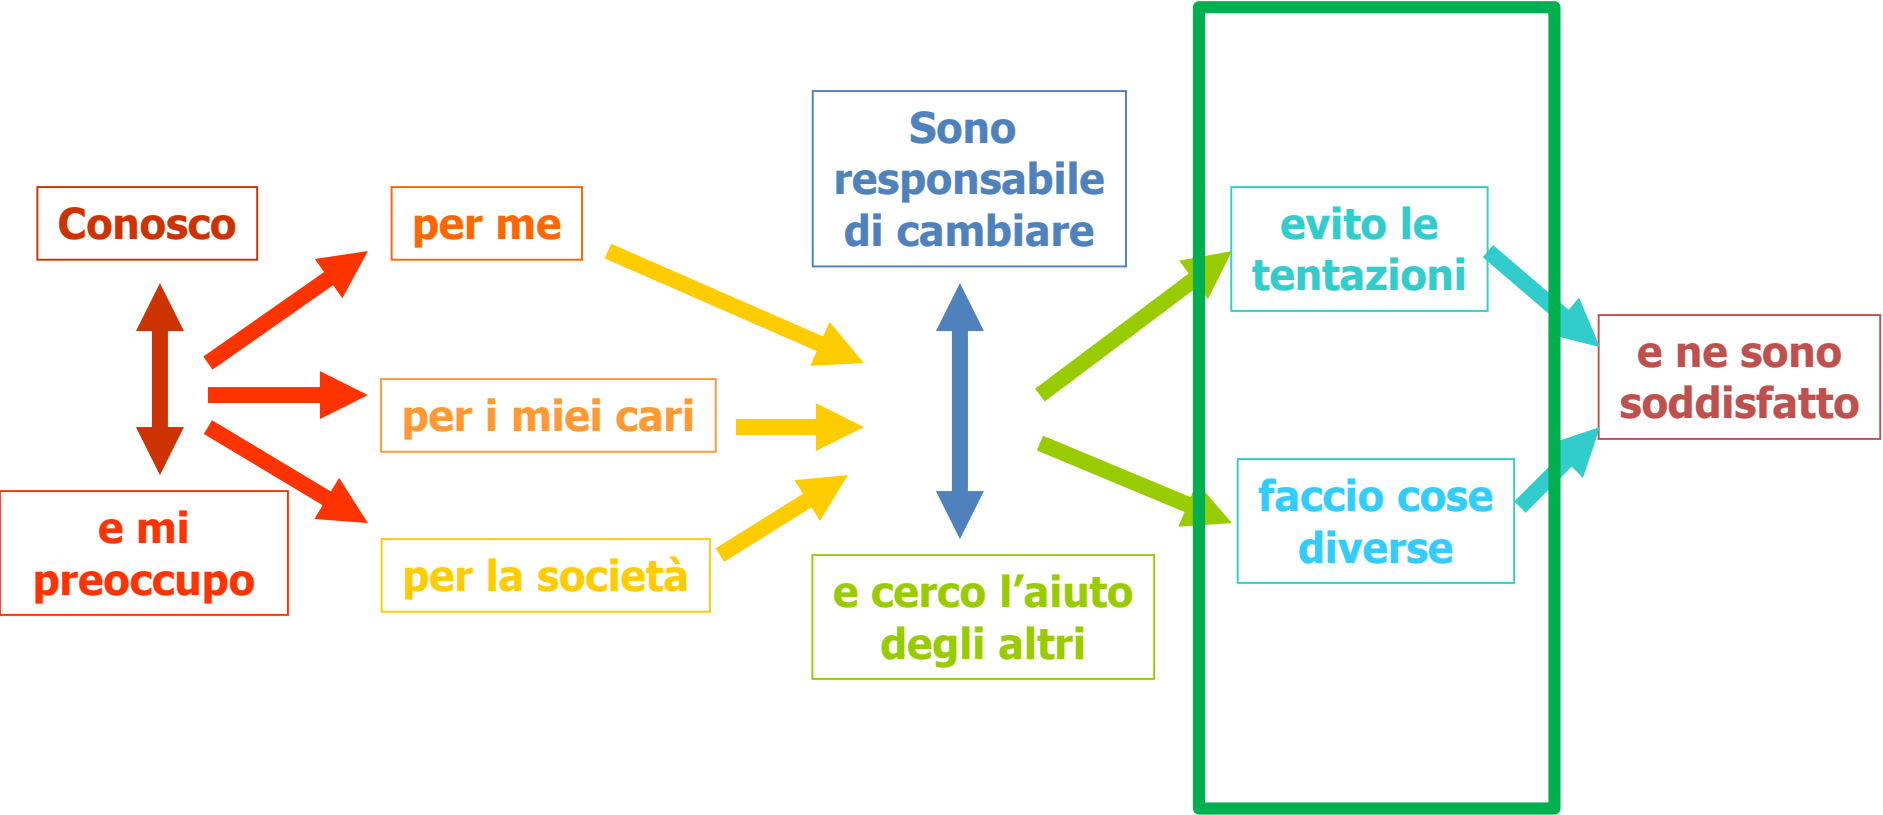 Conosco
e mi
preoccupo
per me
per i miei cari
per la società
Sono
responsabile
di cambiare
e cerco l’aiuto
degli altri
evito le
tentazioni
faccio cose
diverse
e ne sono
soddisfatto